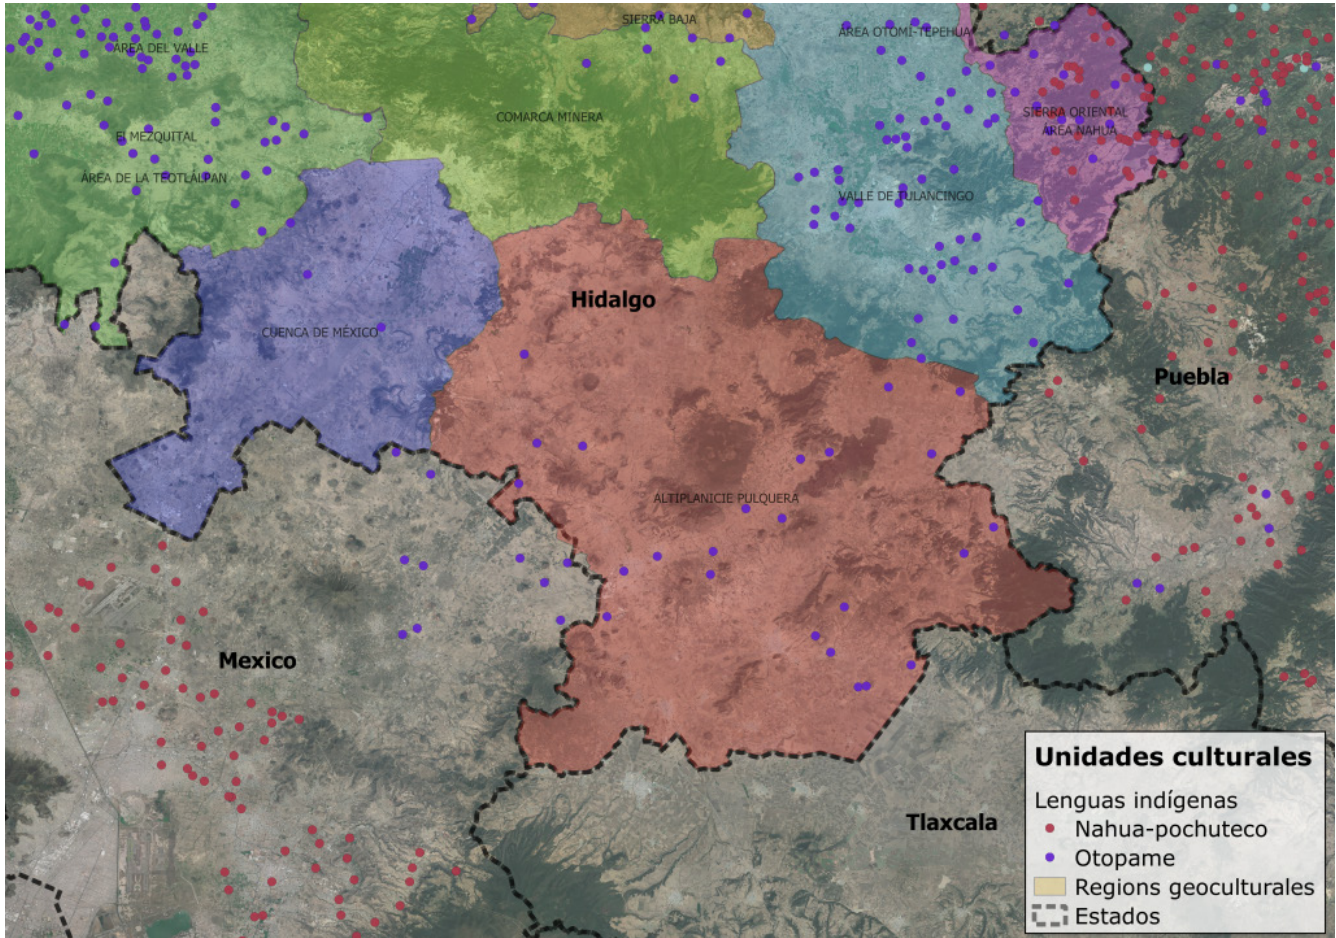 SIERRA BAJA
ÁREA OTOMÍ-TEPEHUA
ÁREA DEL VALLE
COMARCA MINERA
SIERRA ORIENTAL
ÁREA NAHUA
El MEZQUITAL
ÁREA DE LA TEOTLÁLPAN
VALLE DE TULANCINGO
Hidalgo
CUENCA DE MÉXICO
Puebla
ALTIPLANICIE PULQUERA
Mexico
Tlaxcala
Unidades culturales
Lenguas indígenas
Nahua-pochuteco
Otopame
Regions geoculturales
Estados